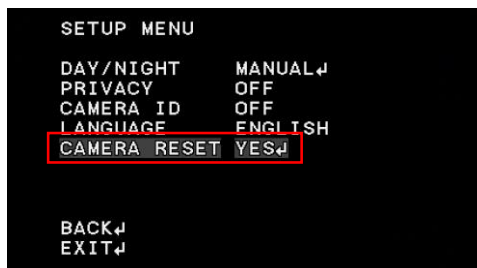 SETUP MENU
DAY/NIGHT MANUAL↵
PRIVACY OFF
CAMERA ID OFF
LANGUAGE ENGLISH
CAMERA RESET YES↵
BACK↵
EXIT↵